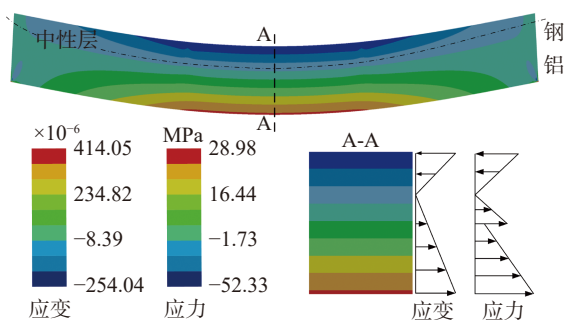 A
中性层
钢
铝
A
×10⁻⁶
414.05
234.82
−8.39
−254.04
应变
MPa
28.98
16.44
−1.73
−52.33
应力
A-A
应变
应力